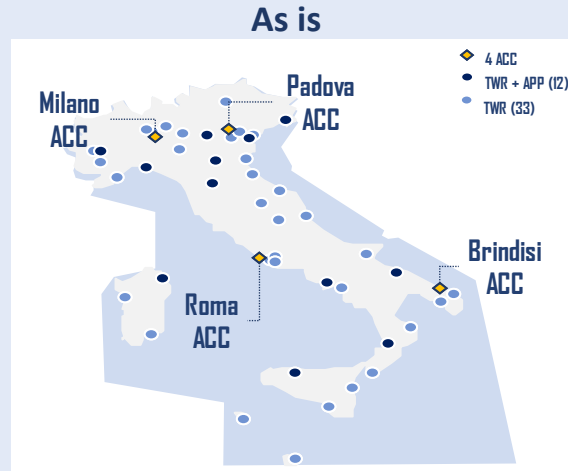 As is
4 ACC
TWR + APP (12)
TWR (33)
Milano
ACC
Padova
ACC
Roma
ACC
Brindisi
ACC